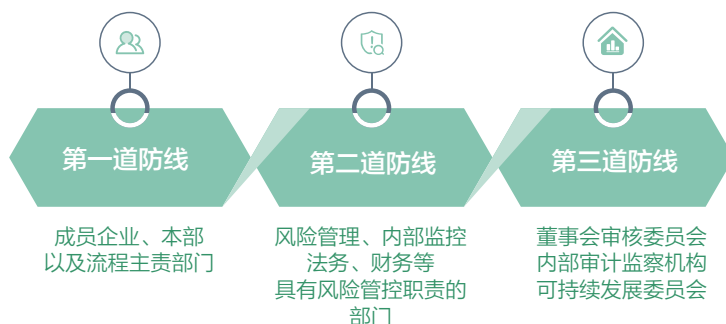 第一道防线
成员企业、本部
以及流程主责部门
第二道防线
风险管理、内部监控
法务、财务等
具有风险管控职责的
部门
第三道防线
董事会审核委员会
内部审计监察机构
可持续发展委员会